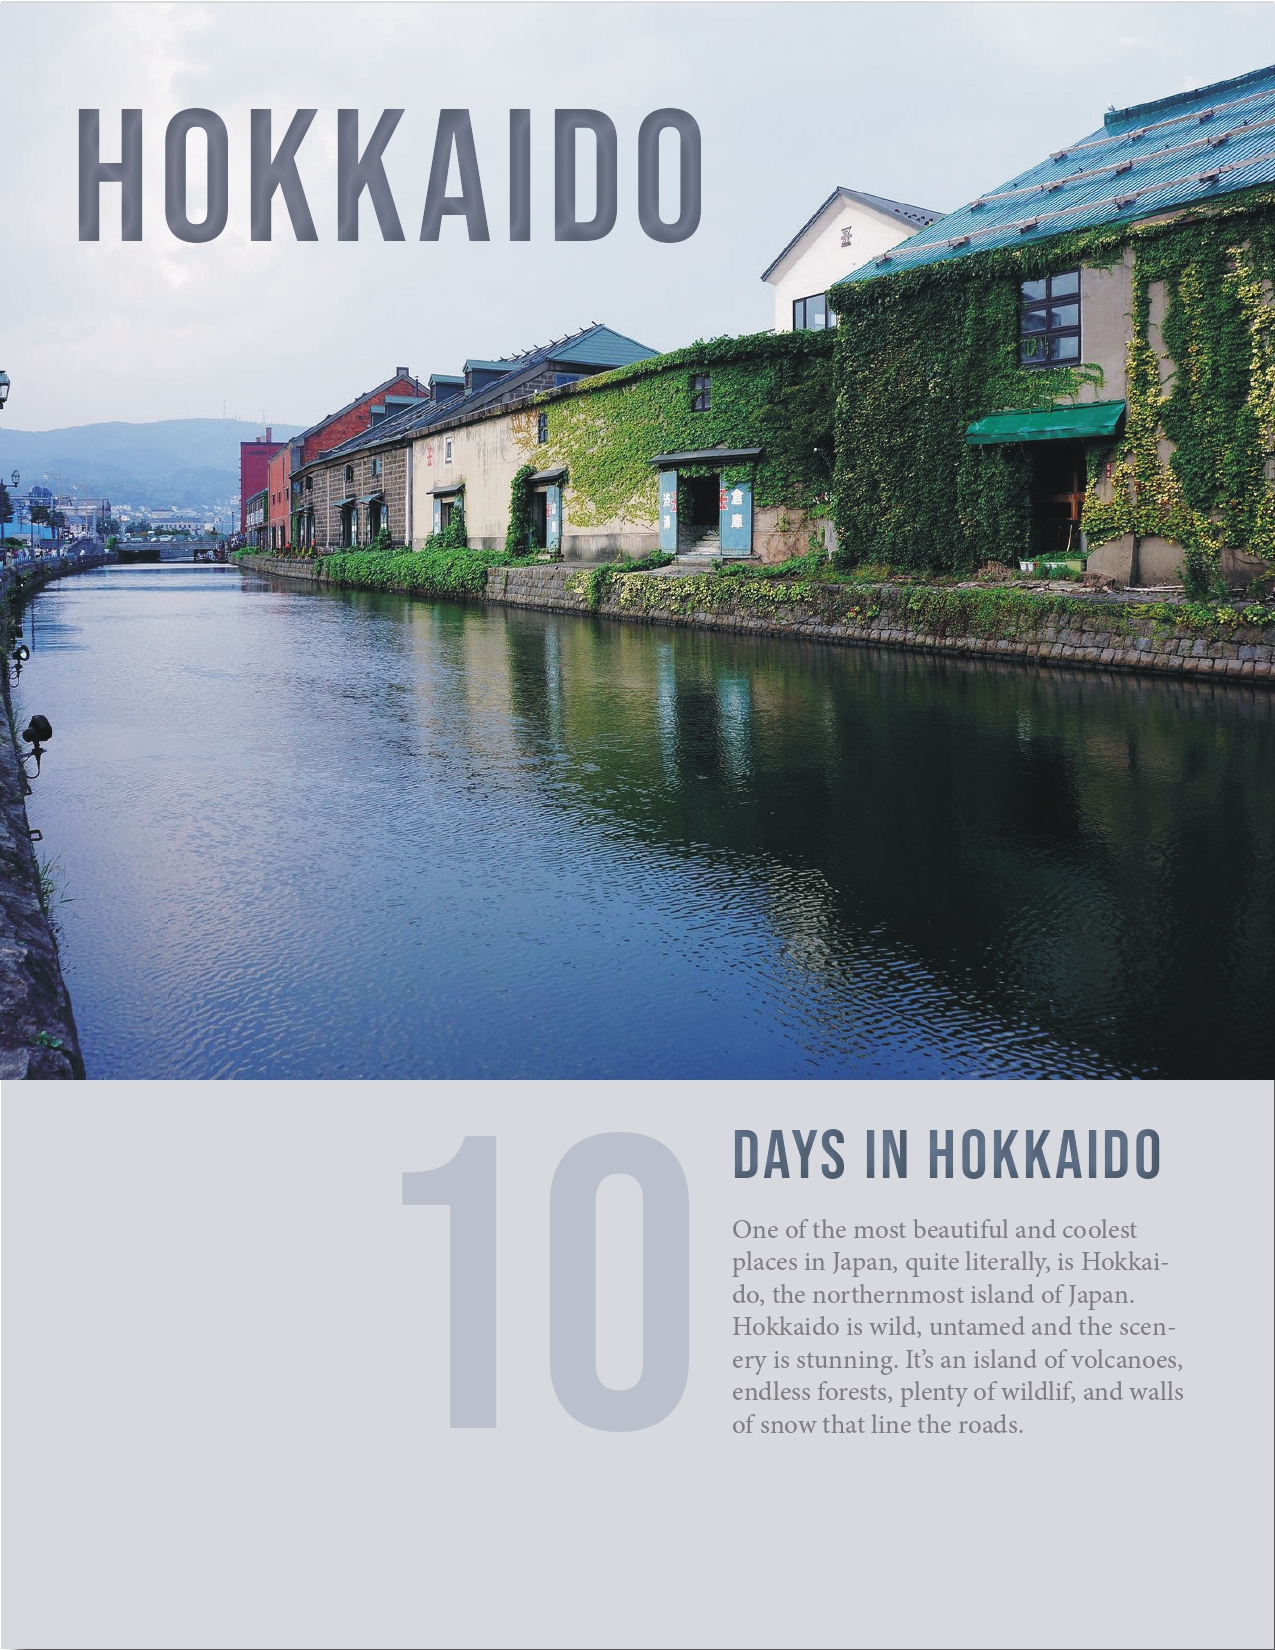 HOKKAIDO
倉
庫
10
DAYS IN HOKKAIDO
One of the most beautiful and coolest
places in Japan, quite literally, is Hokkai-
do, the northernmost island of Japan.
Hokkaido is wild, untamed and the scen-
ery is stunning. It’s an island of volcanoes,
endless forests, plenty of wildlif, and walls
of snow that line the roads.